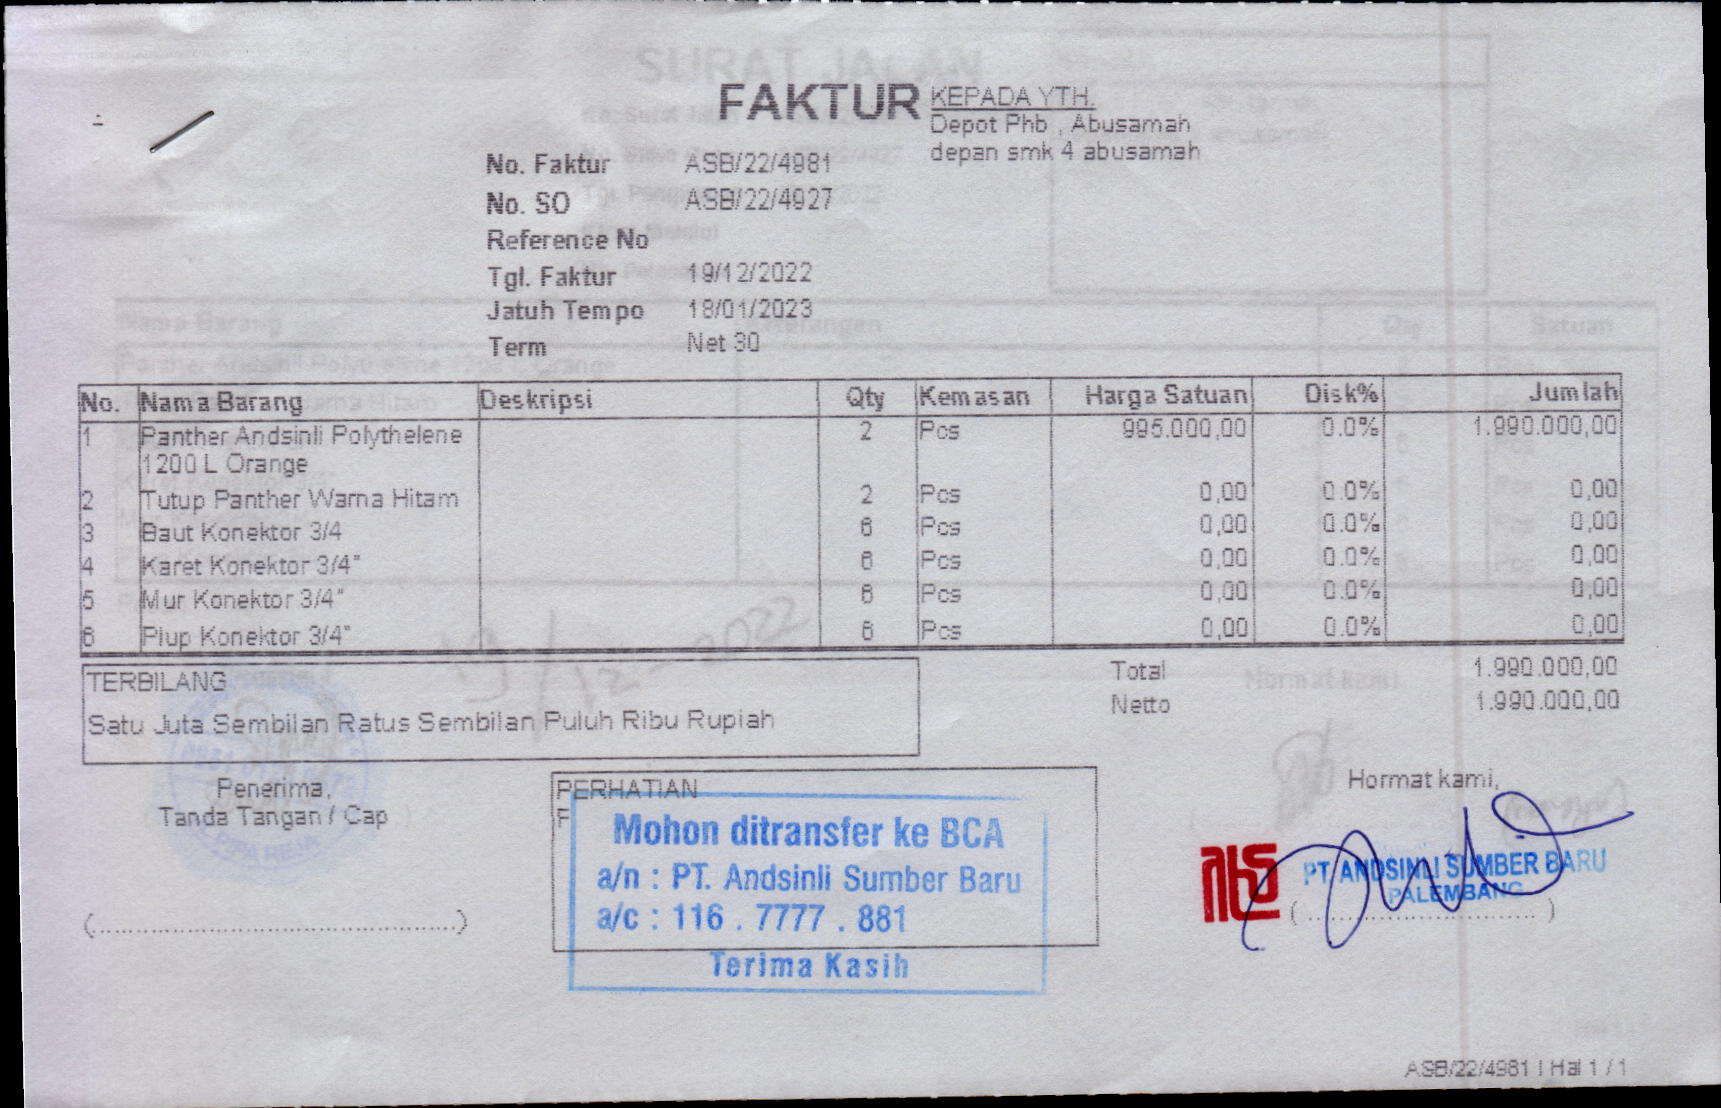 FAKTUR
KEPADA YTH.
Depot Phb , Abusamah
depan smk 4 abusamah
No. Faktur ASB/22/4981
No. SO ASB/22/4927
Reference No
Tgl. Faktur 19/12/2022
Jatuh Tempo 18/01/2023
Term Net 30
No. Nama Barang Deskripsi Qty Kemasan Harga Satuan Disk% Jumlah
1 Panther Andsinli Polythelene 2 Pcs 995.000,00 0.0% 1.990.000,00
1200 L Orange
2 Tutup Panther Warna Hitam 2 Pcs 0,00 0.0% 0,00
3 Baut Konektor 3/4 6 Pcs 0,00 0.0% 0,00
4 Karet Konektor 3/4" 6 Pcs 0,00 0.0% 0,00
5 Mur Konektor 3/4" 6 Pcs 0,00 0.0% 0,00
6 Plup Konektor 3/4" 6 Pcs 0,00 0.0% 0,00
TERBILANG
Satu Juta Sembilan Ratus Sembilan Puluh Ribu Rupiah
Total 1.990.000,00
Netto 1.990.000,00
Penerima,
Tanda Tangan / Cap
(..............................................)
PERHATIAN
Mohon ditransfer ke BCA
a/n : PT. Andsinli Sumber Baru
a/c : 116 . 7777 . 881
Terima Kasih
Hormat kami,
PT. ANDSINLI SUMBER BARU
PALEMBANG
ASB/22/4981 | Hal 1 / 1